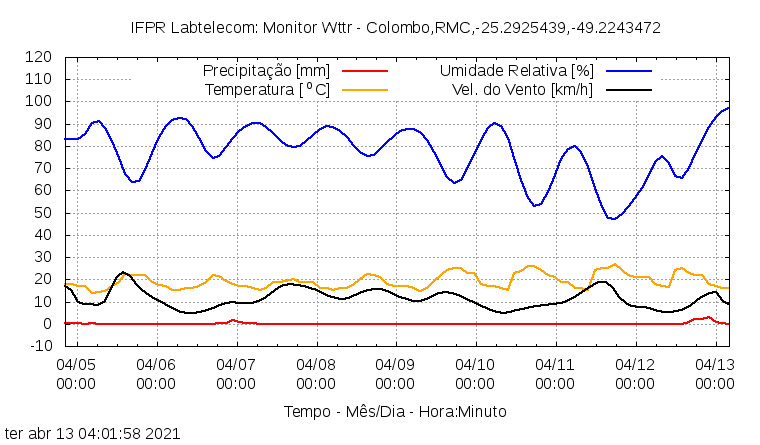 IFPR Labtelecom: Monitor Wttr - Colombo,RMC,-25.2925439,-49.2243472
Precipitação [mm]
Umidade Relativa [%]
Temperatura [ ⁰C]
Vel. do Vento [km/h]
120
110
100
90
80
70
60
50
40
30
20
10
0
-10
04/05 04/06 04/07 04/08 04/09 04/10 04/11 04/12 04/13
00:00 00:00 00:00 00:00 00:00 00:00 00:00 00:00 00:00
Tempo - Mês/Dia - Hora:Minuto
ter abr 13 04:01:58 2021